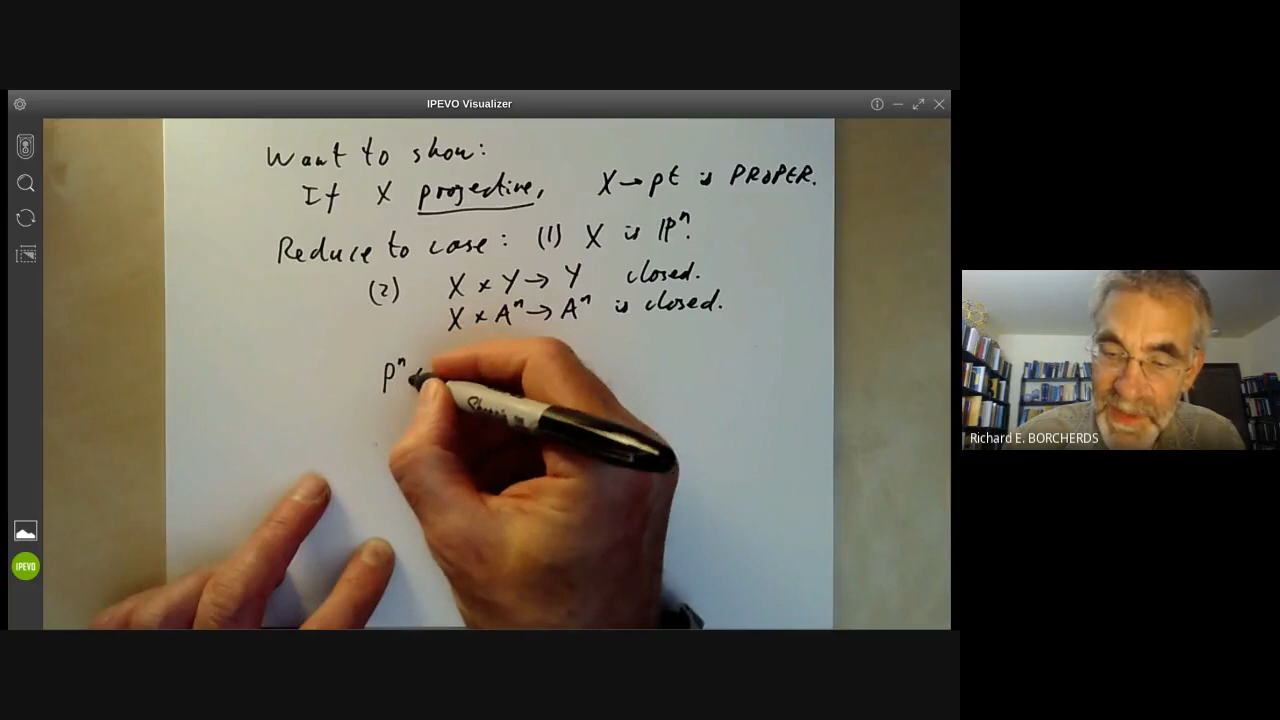 IPEVO Visualizer
Want to show:
If X projective, X → pt is PROPER.
Reduce to case: (1) X is ℙⁿ.
(2) X × Y → Y closed.
X × Aⁿ → Aⁿ is closed.
Pⁿ
Richard E. BORCHERDS
IPEVO